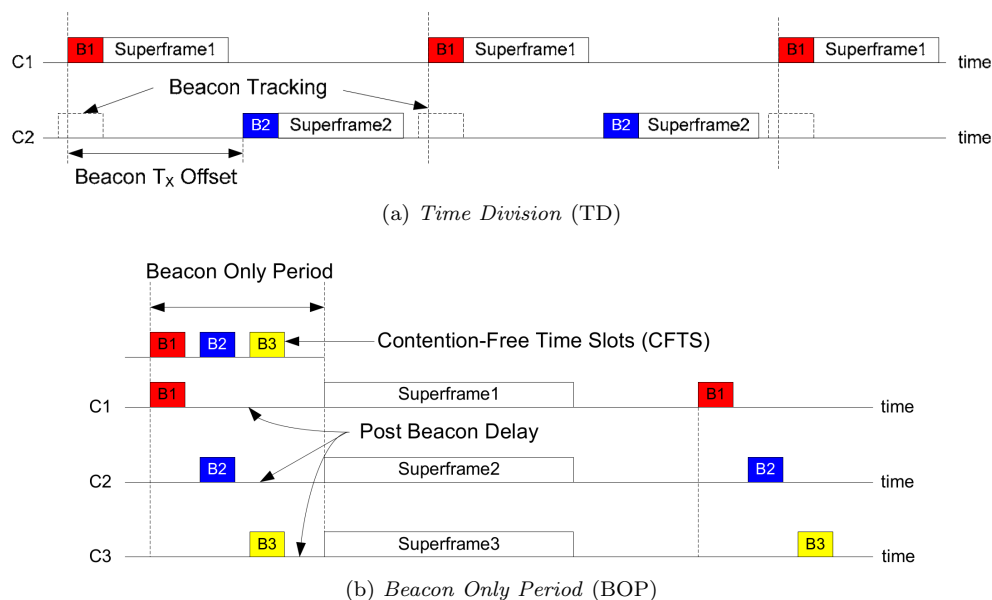 B1 Superframe1 B1 Superframe1 B1 Superframe1
C1 time
Beacon Tracking
B2 Superframe2 B2 Superframe2
C2 time
Beacon TX Offset
(a) Time Division (TD)
Beacon Only Period
B1 B2 B3 Contention-Free Time Slots (CFTS)
B1 Superframe1 B1
C1 time
Post Beacon Delay
B2 Superframe2 B2
C2 time
B3 Superframe3 B3
C3 time
(b) Beacon Only Period (BOP)